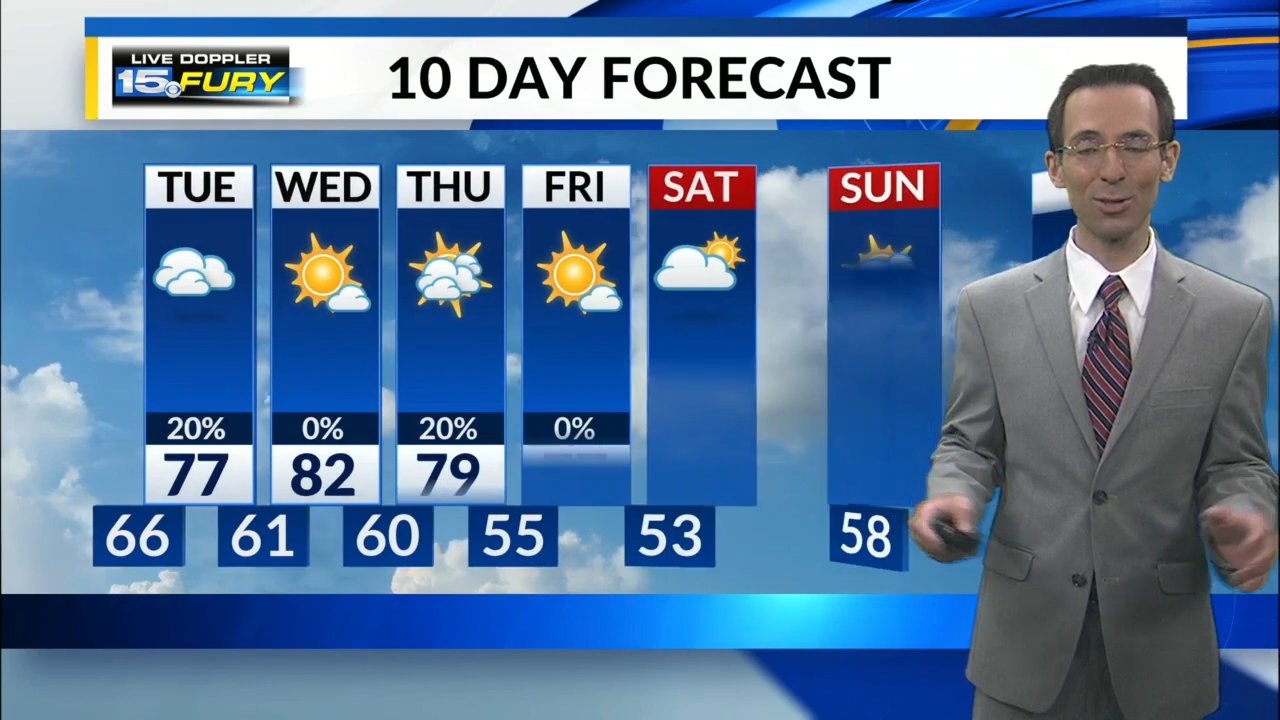 LIVE DOPPLER
15 FURY
10 DAY FORECAST
TUE WED THU FRI SAT SUN
20% 0% 20% 0%
77 82 79
66 61 60 55 53 58